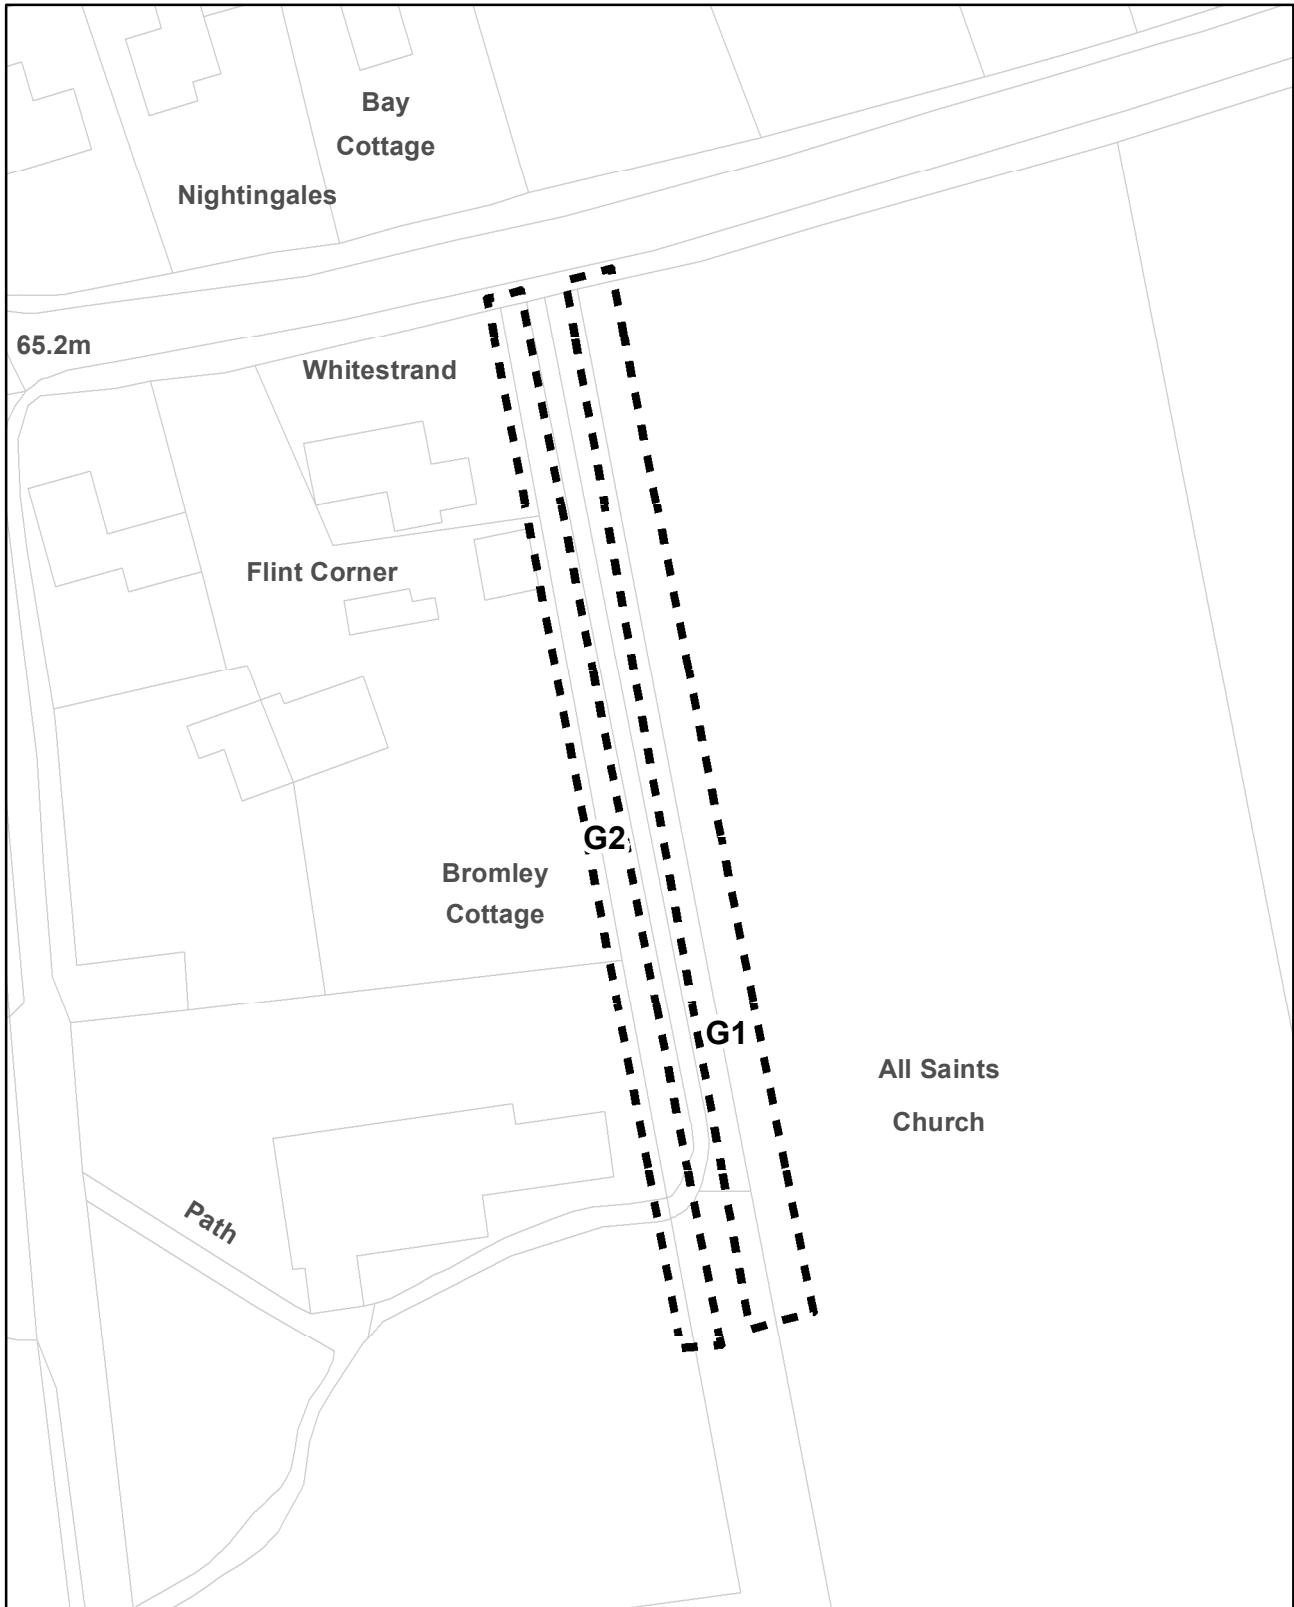 Bay
Cottage
Nightingales
65.2m
Whitestrand
Flint Corner
G2
Bromley
Cottage
G1
All Saints
Church
Path